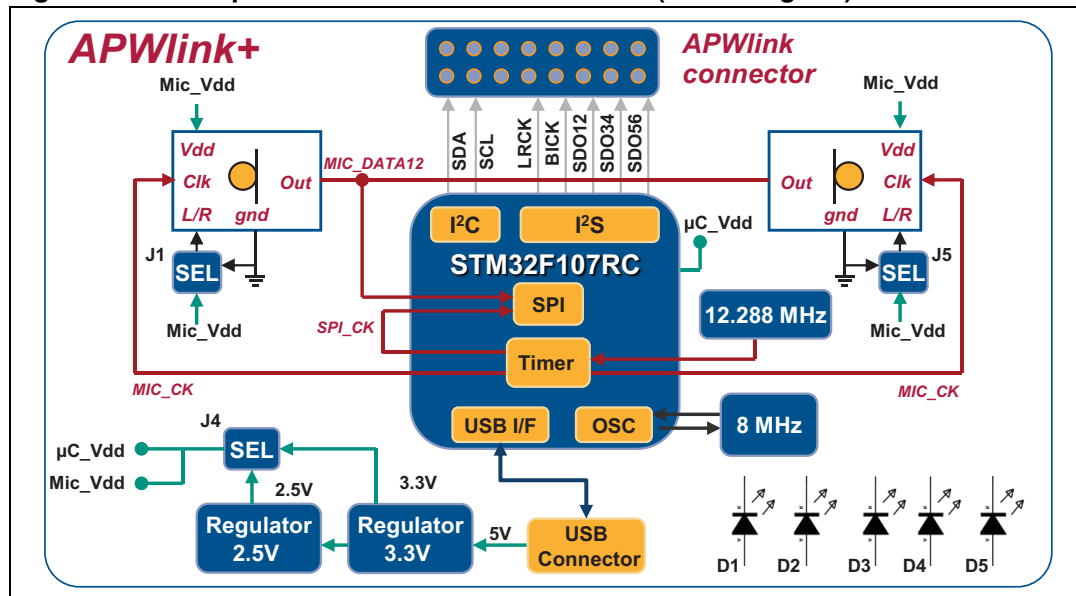 APWlink+
APWlink
connector
Mic_Vdd
Mic_Vdd
SDA
SCL
LRCK
BICK
SDO12
SDO34
SDO56
Vdd
Clk
Out
L/R
gnd
MIC_DATA12
Vdd
Out
Clk
gnd
L/R
I²C
I²S
µC_Vdd
STM32F107RC
J1
SEL
J5
SEL
SPI
12.288 MHz
Mic_Vdd
Mic_Vdd
SPI_CK
Timer
MIC_CK
MIC_CK
USB I/F
OSC
8 MHz
J4
SEL
µC_Vdd
Mic_Vdd
2.5V
3.3V
Regulator
2.5V
Regulator
3.3V
5V
USB
Connector
D1
D2
D3
D4
D5